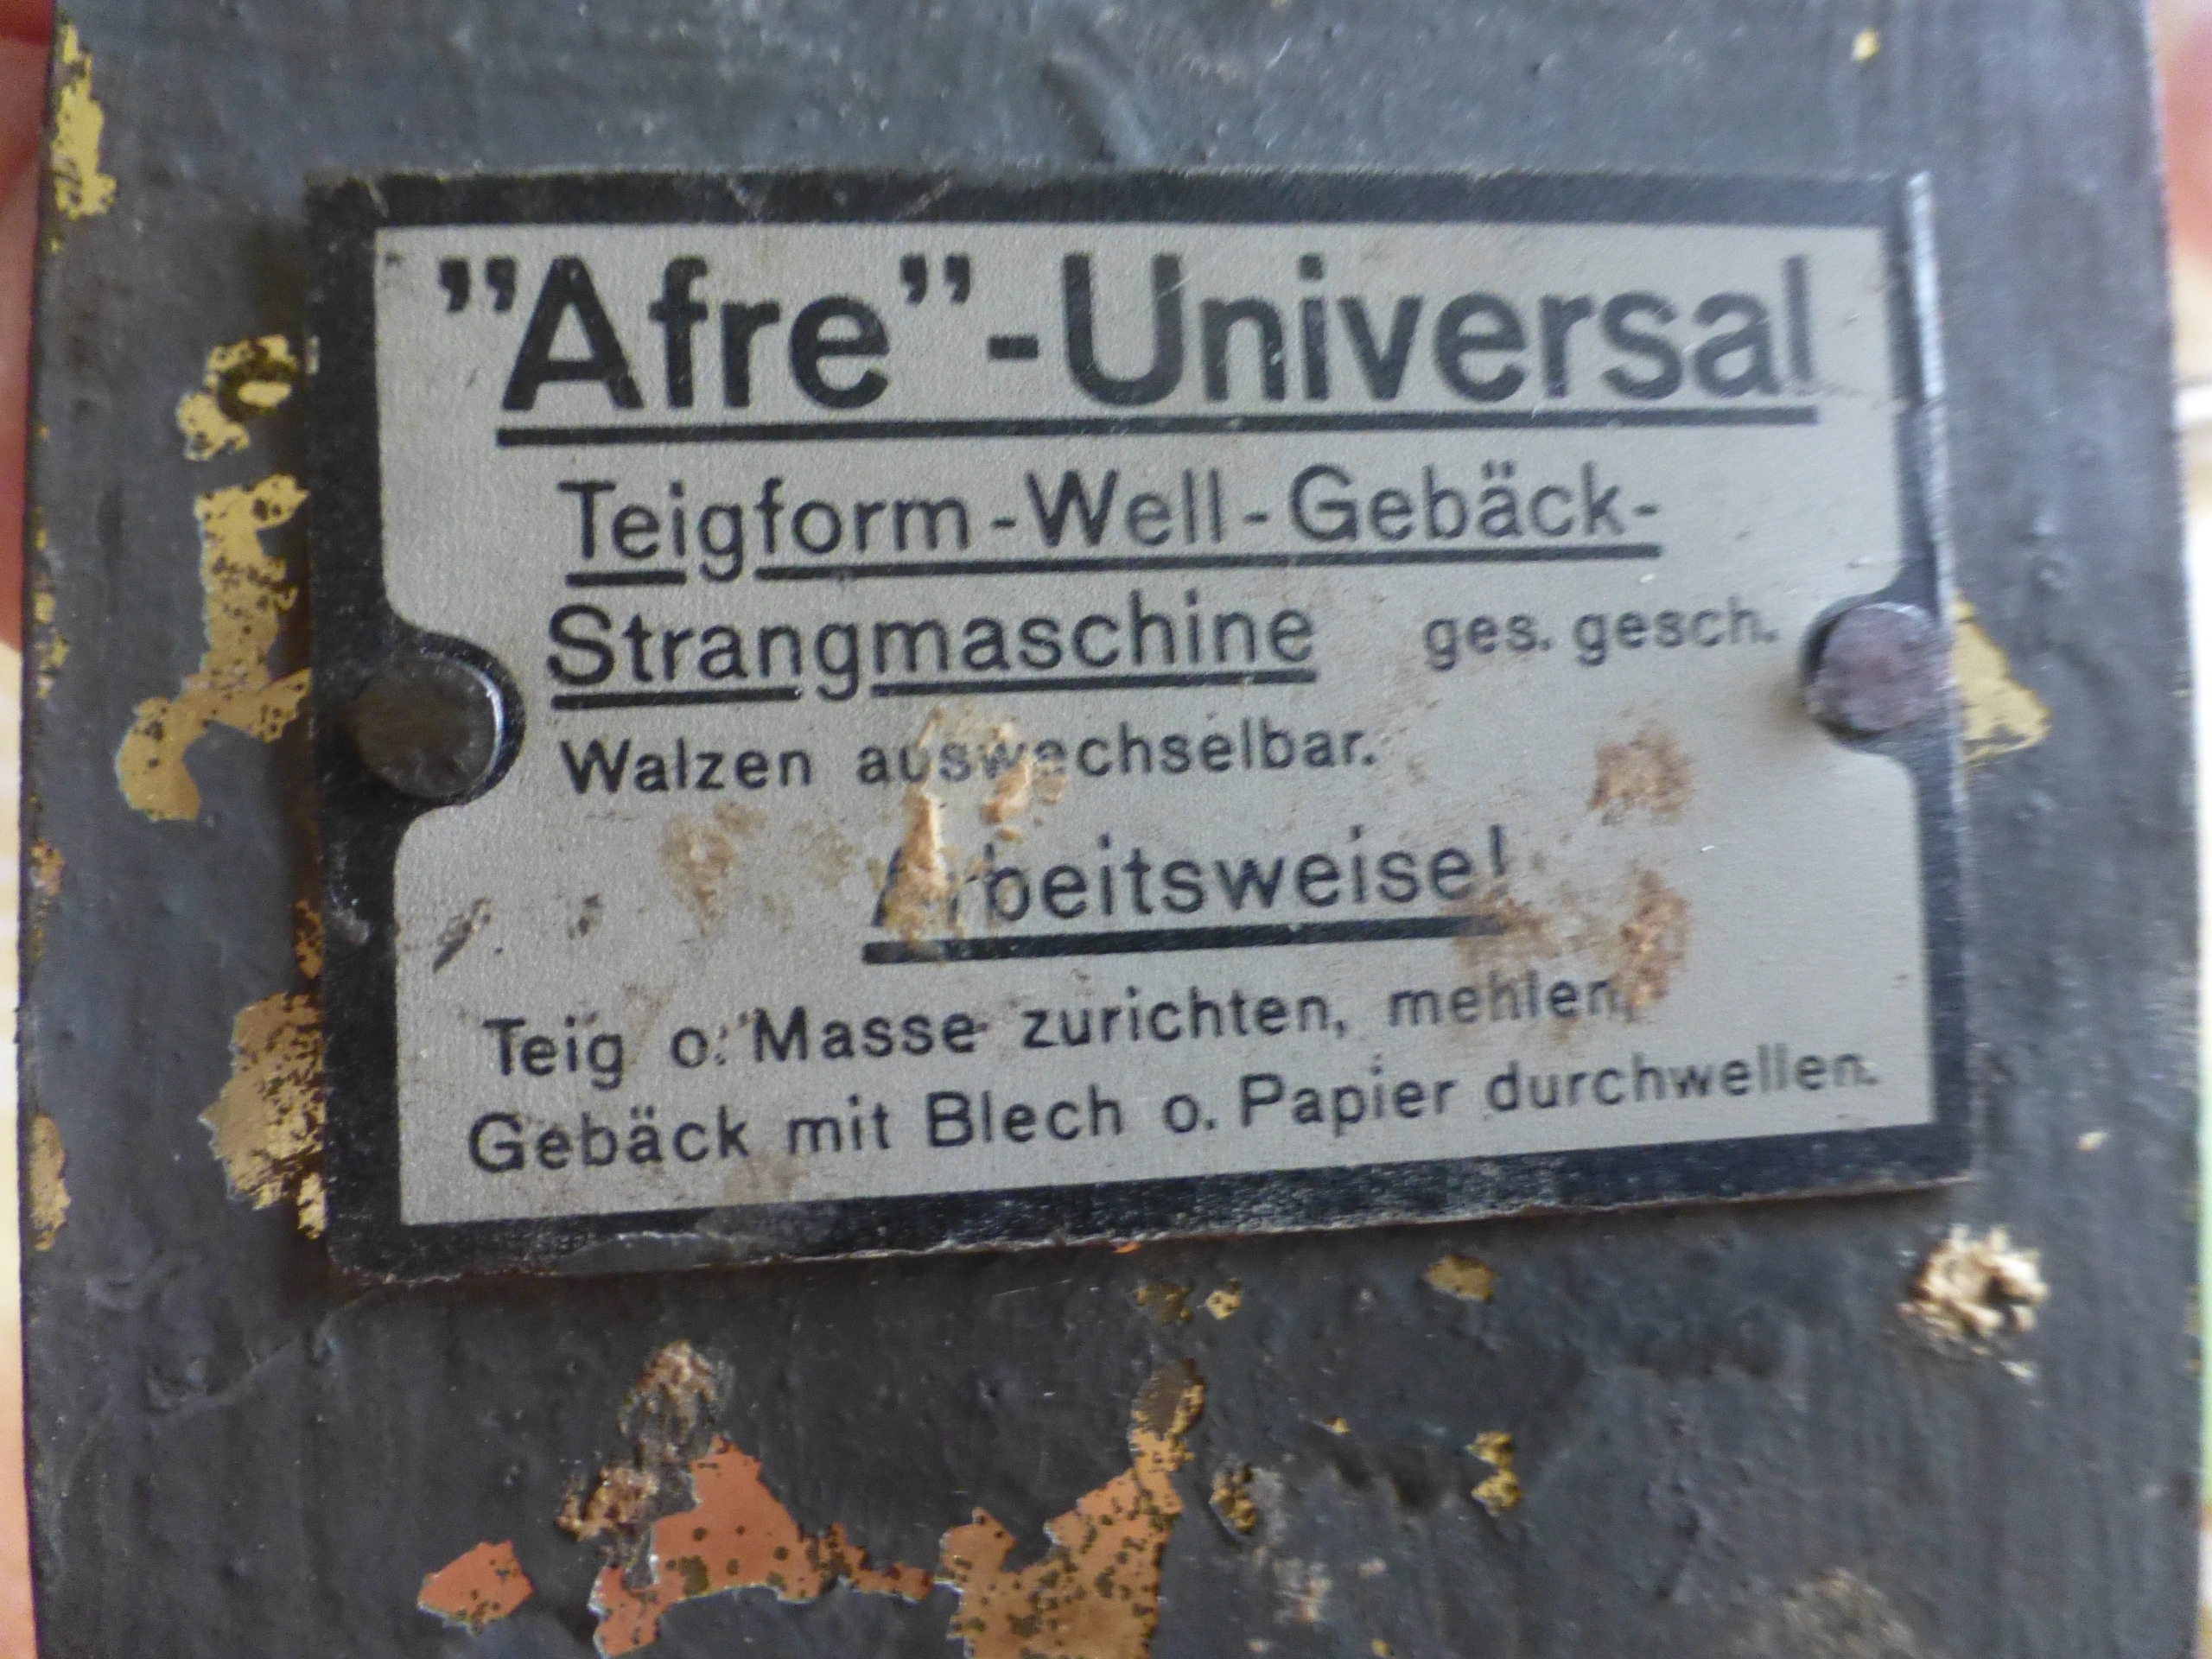 "Afre"-Universal
Teigform-Well-Gebäck-
Strangmaschine ges. gesch.
Walzen auswechselbar.
Arbeitsweise!
Teig o. Masse zurichten, mehlen,
Gebäck mit Blech o. Papier durchwellen.